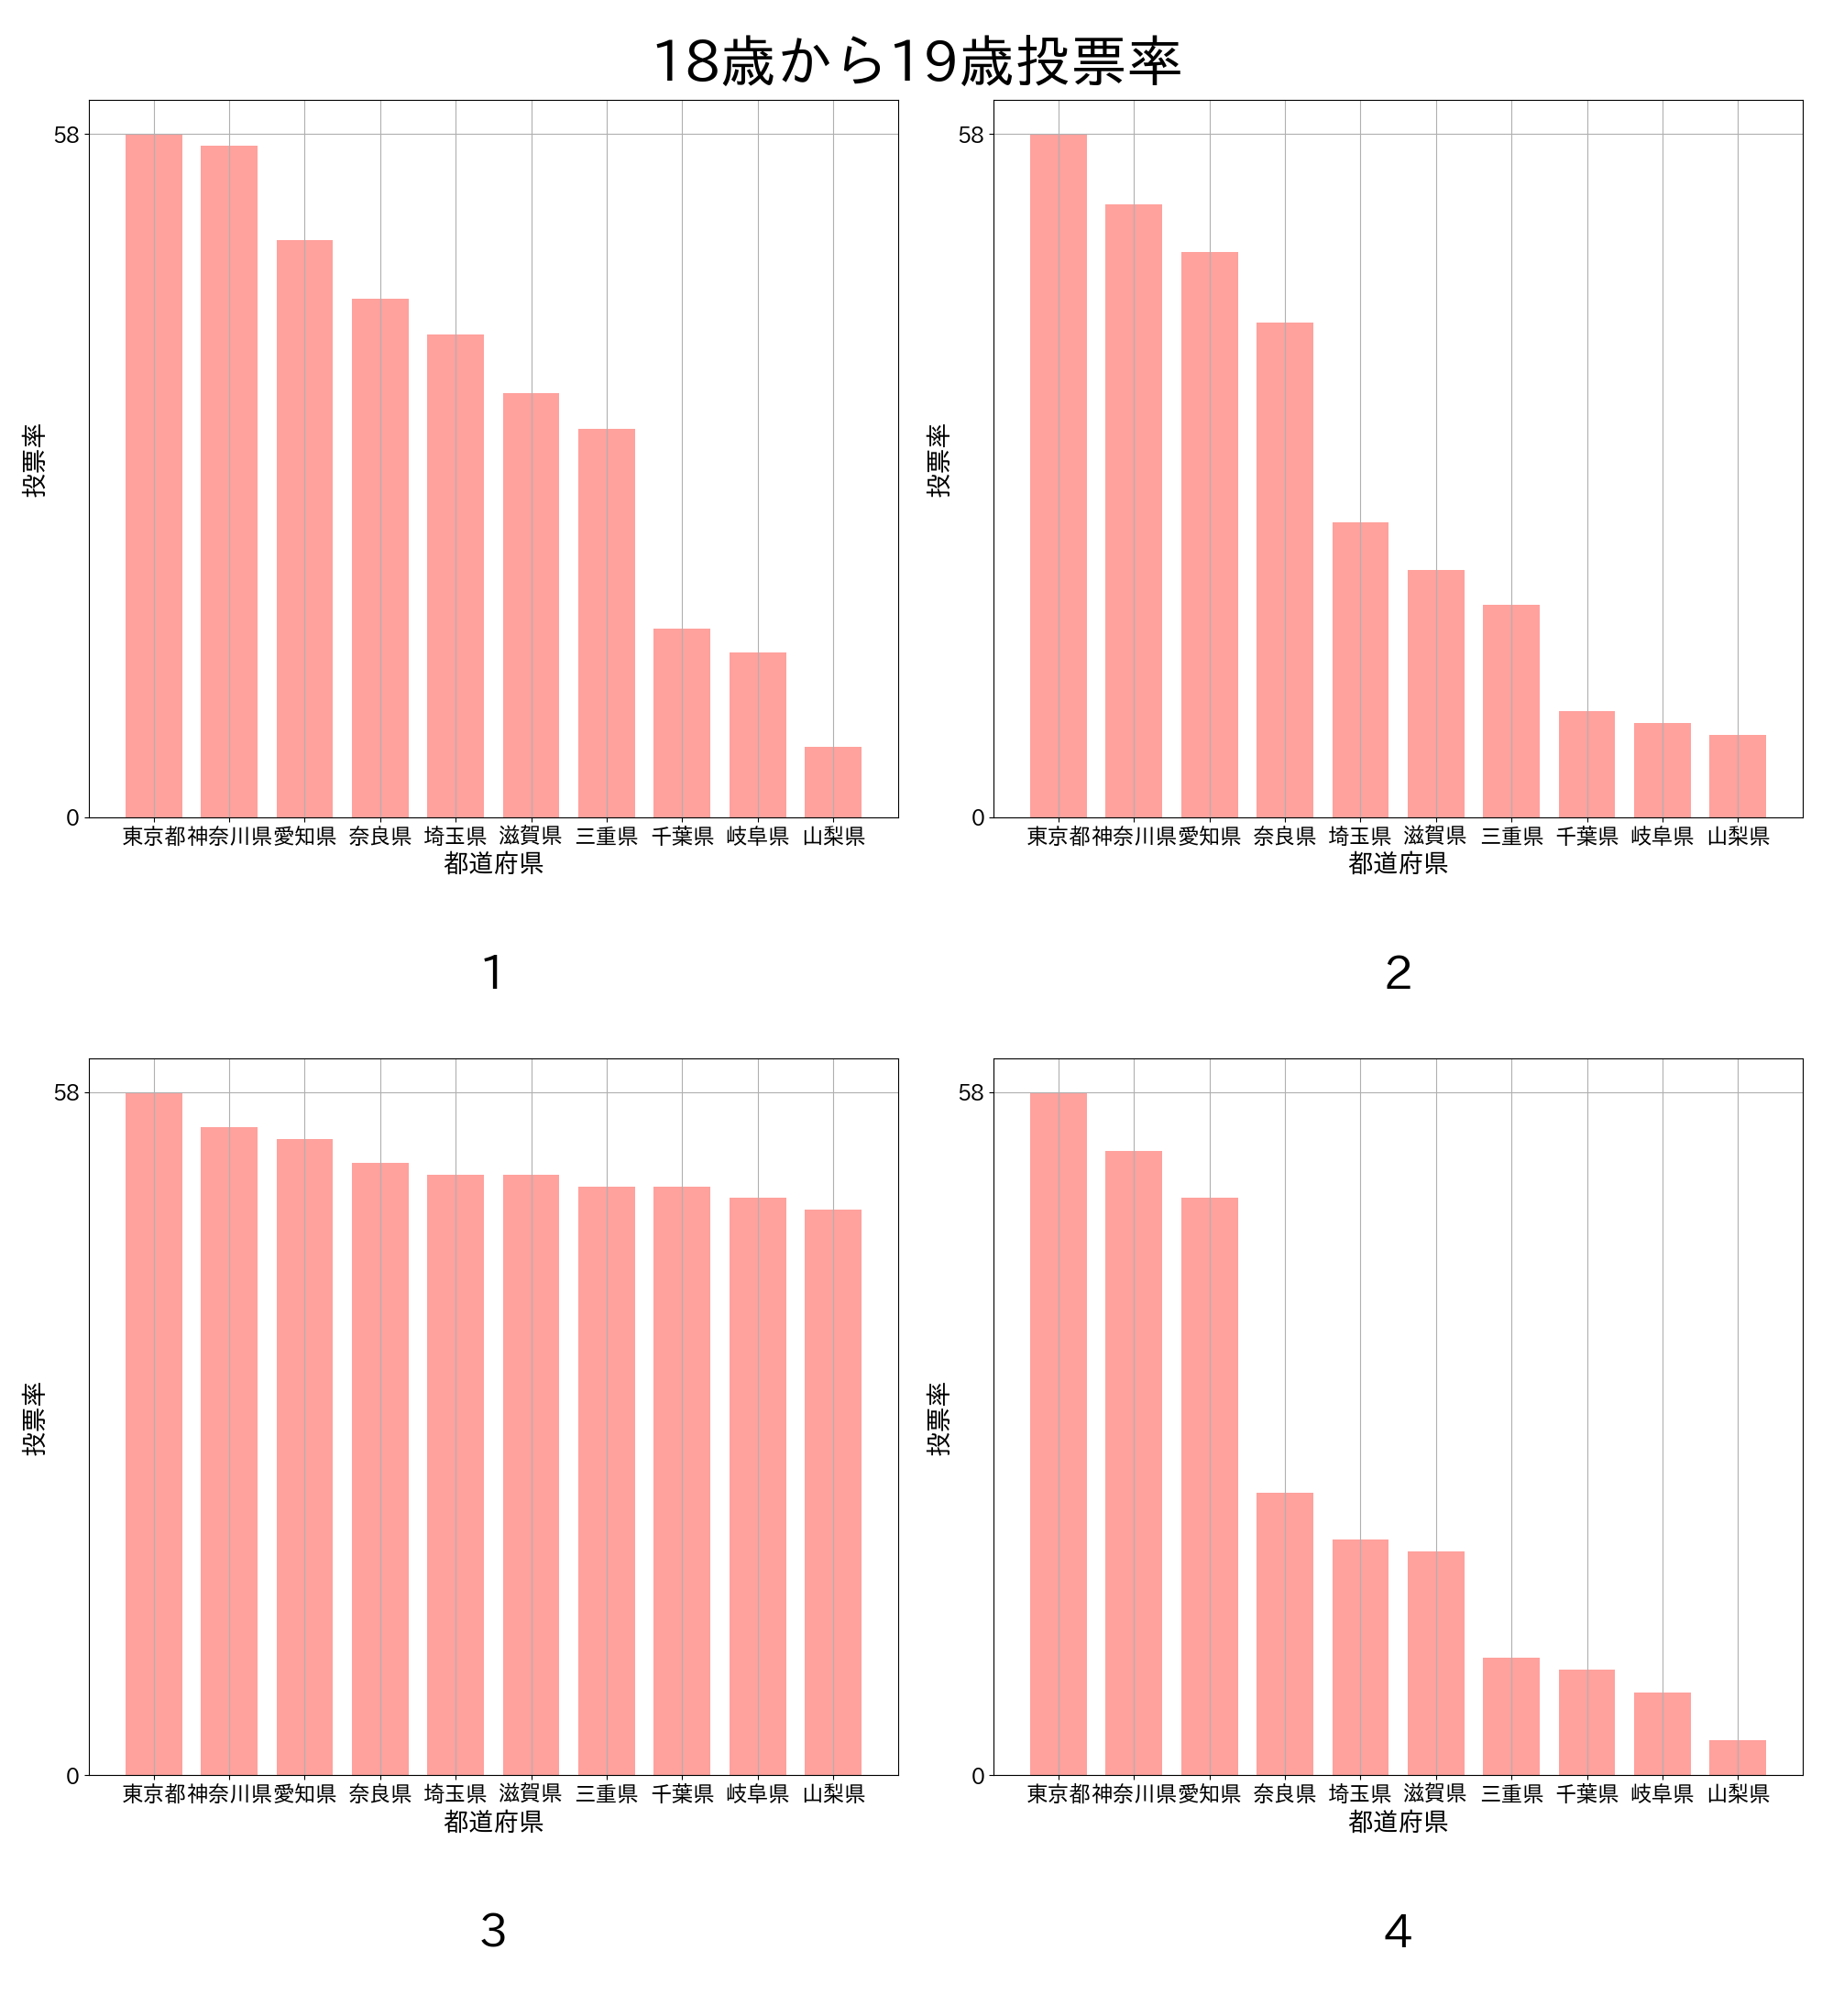 18歳から19歳投票率
58
0
投票率
東京都 神奈川県 愛知県 奈良県 埼玉県 滋賀県 三重県 千葉県 岐阜県 山梨県
都道府県
1
58
0
投票率
東京都 神奈川県 愛知県 奈良県 埼玉県 滋賀県 三重県 千葉県 岐阜県 山梨県
都道府県
2
58
0
投票率
東京都 神奈川県 愛知県 奈良県 埼玉県 滋賀県 三重県 千葉県 岐阜県 山梨県
都道府県
3
58
0
投票率
東京都 神奈川県 愛知県 奈良県 埼玉県 滋賀県 三重県 千葉県 岐阜県 山梨県
都道府県
4